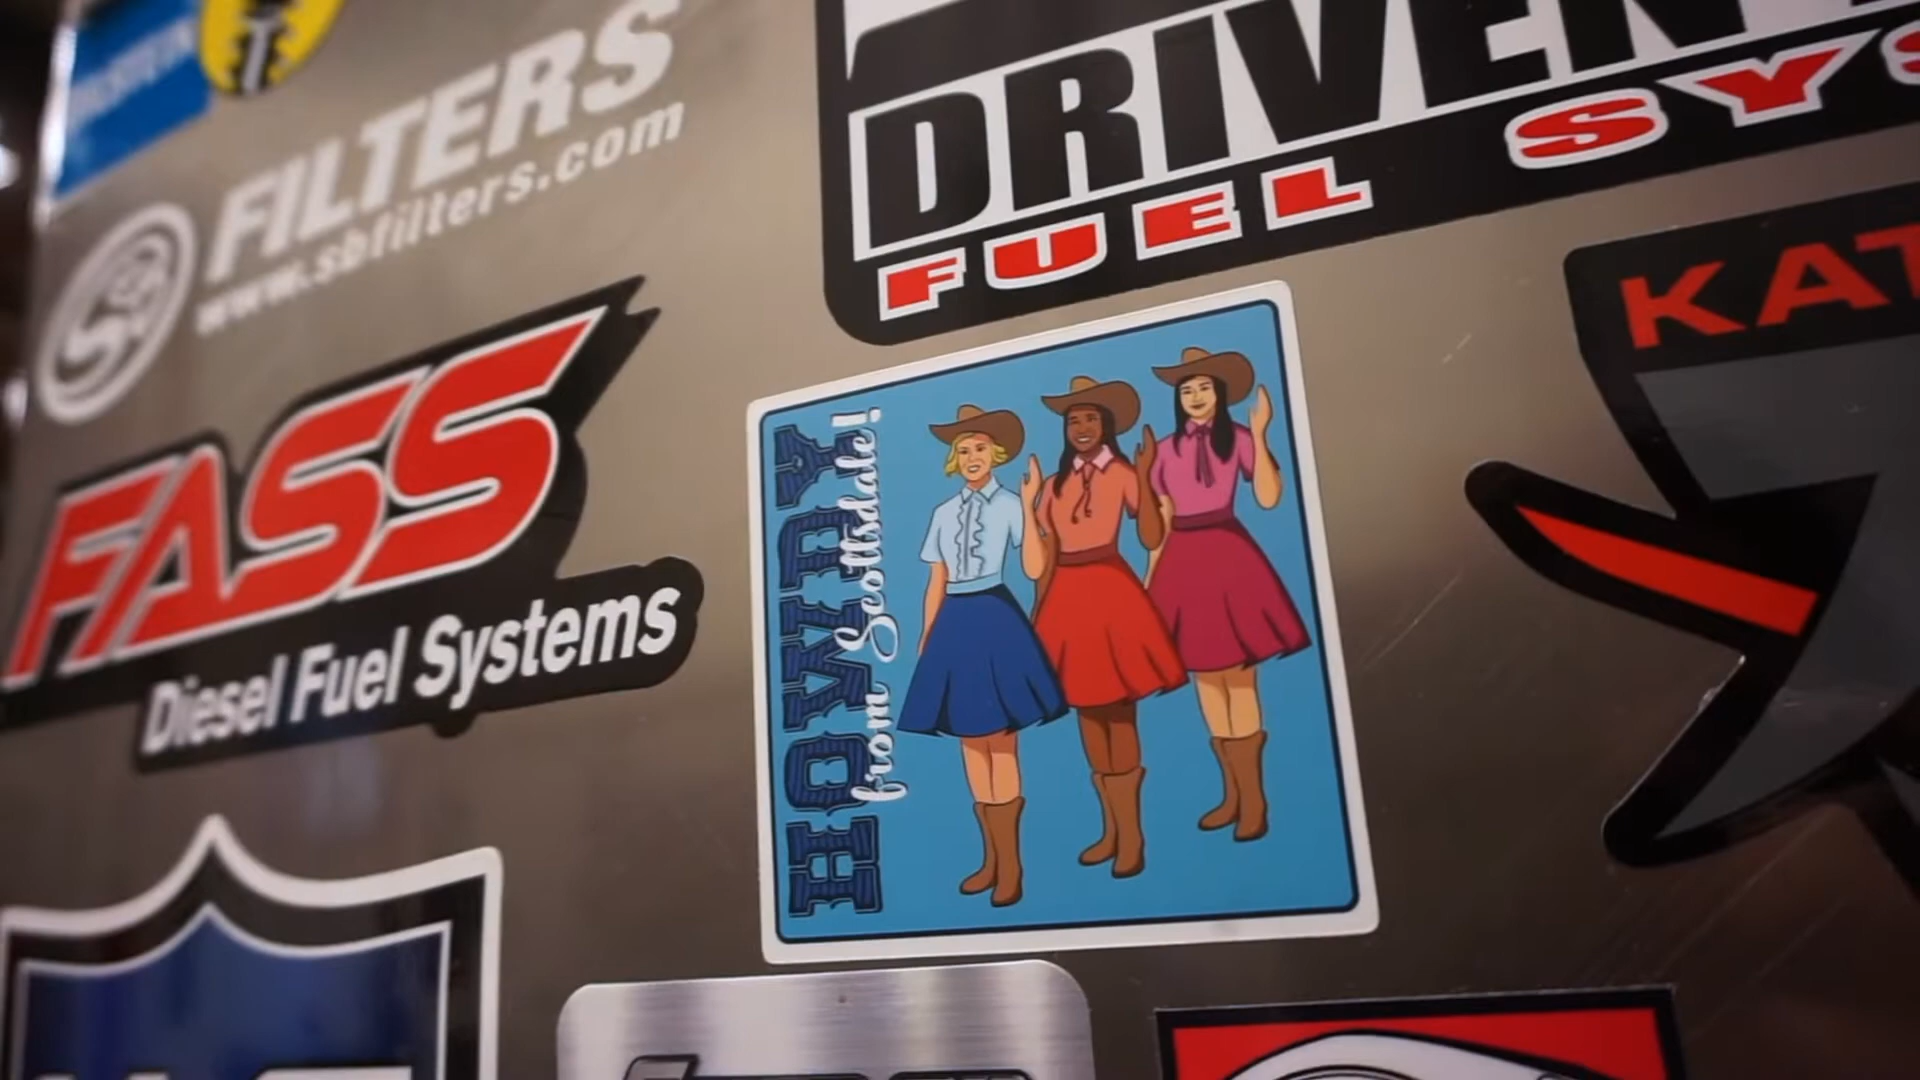 S&B
FILTERS
www.sbfilters.com
DRIVEN
FUEL SYS
FASS
Diesel Fuel Systems
HOWDY
from Scottsdale!
KAT